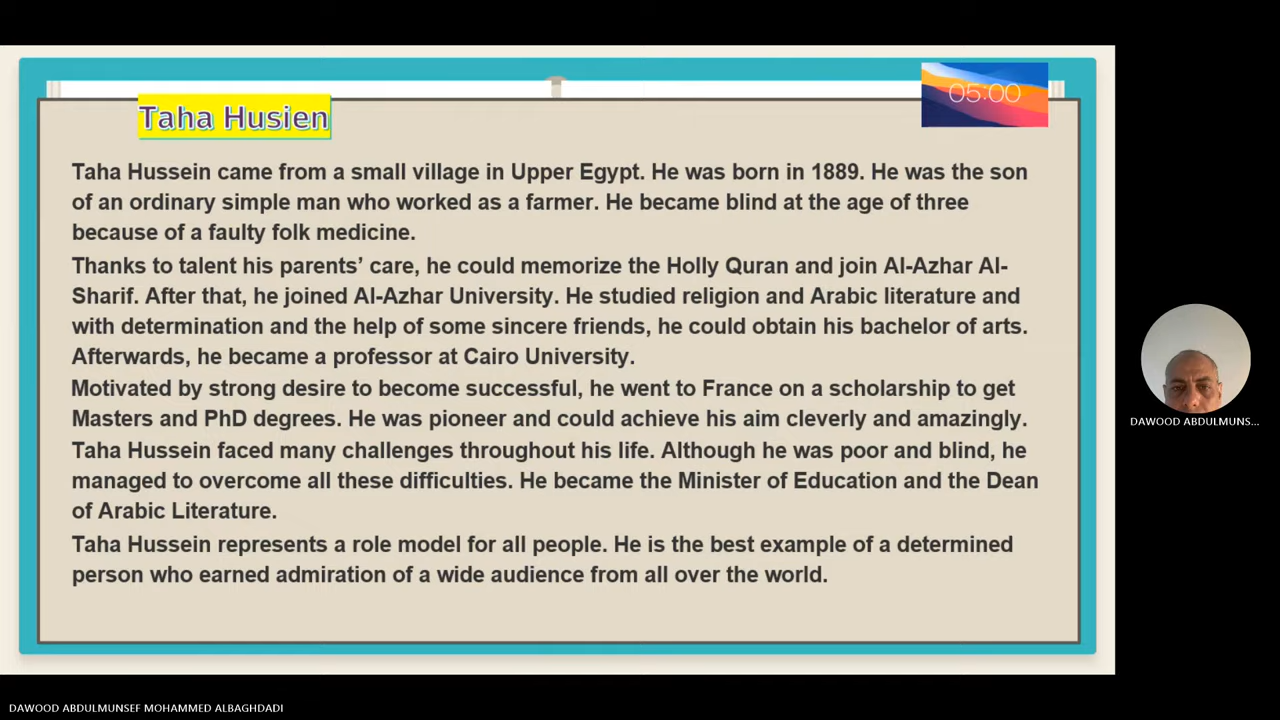 Taha Husien
05:00
Taha Hussein came from a small village in Upper Egypt. He was born in 1889. He was the son
of an ordinary simple man who worked as a farmer. He became blind at the age of three
because of a faulty folk medicine.
Thanks to talent his parents’ care, he could memorize the Holly Quran and join Al-Azhar Al-
Sharif. After that, he joined Al-Azhar University. He studied religion and Arabic literature and
with determination and the help of some sincere friends, he could obtain his bachelor of arts.
Afterwards, he became a professor at Cairo University.
Motivated by strong desire to become successful, he went to France on a scholarship to get
Masters and PhD degrees. He was pioneer and could achieve his aim cleverly and amazingly.
Taha Hussein faced many challenges throughout his life. Although he was poor and blind, he
managed to overcome all these difficulties. He became the Minister of Education and the Dean
of Arabic Literature.
Taha Hussein represents a role model for all people. He is the best example of a determined
person who earned admiration of a wide audience from all over the world.
DAWOOD ABDULMUNS...
DAWOOD ABDULMUNSEF MOHAMMED ALBAGHDADI